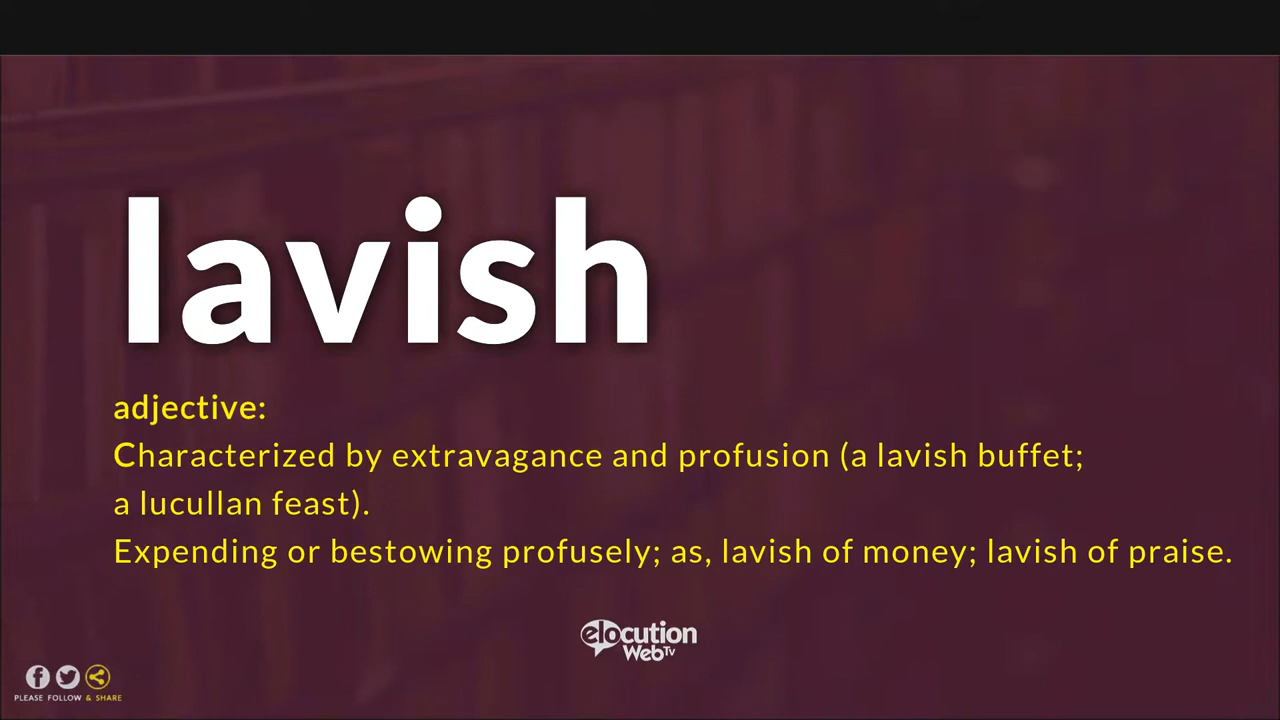 lavish
adjective:
Characterized by extravagance and profusion (a lavish buffet;
a lucullan feast).
Expending or bestowing profusely; as, lavish of money; lavish of praise.
elocution
WebTv
PLEASE FOLLOW & SHARE